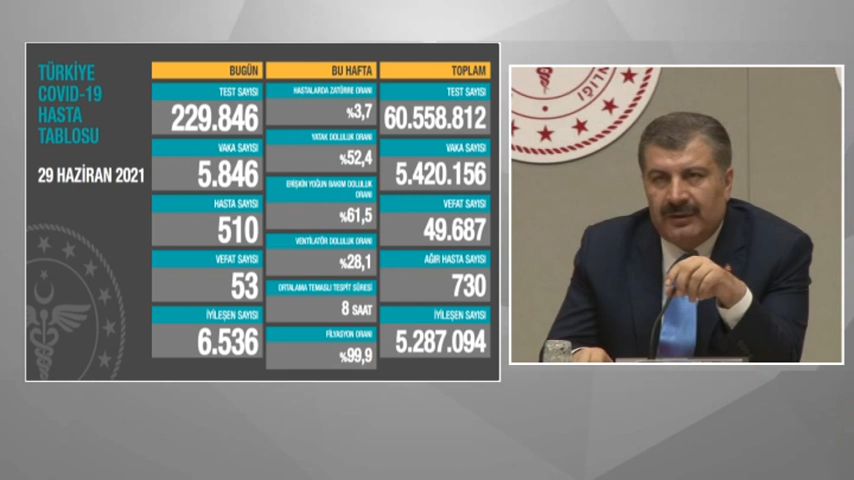 TÜRKİYE
COVID-19
HASTA
TABLOSU
29 HAZİRAN 2021
BUGÜN
TEST SAYISI
229.846
VAKA SAYISI
5.846
HASTA SAYISI
510
VEFAT SAYISI
53
İYİLEŞEN SAYISI
6.536
BU HAFTA
HASTALARDA ZATÜRRE ORANI
%3,7
YATAK DOLULUK ORANI
%52,4
ERİŞKİN YOĞUN BAKIM DOLULUK
ORANI
%61,5
VENTİLATÖR DOLULUK ORANI
%28,1
ORTALAMA TEMASLI TESPİT SÜRESİ
8 SAAT
FİLYASYON ORANI
%99,9
TOPLAM
TEST SAYISI
60.558.812
VAKA SAYISI
5.420.156
VEFAT SAYISI
49.687
AĞIR HASTA SAYISI
730
İYİLEŞEN SAYISI
5.287.094